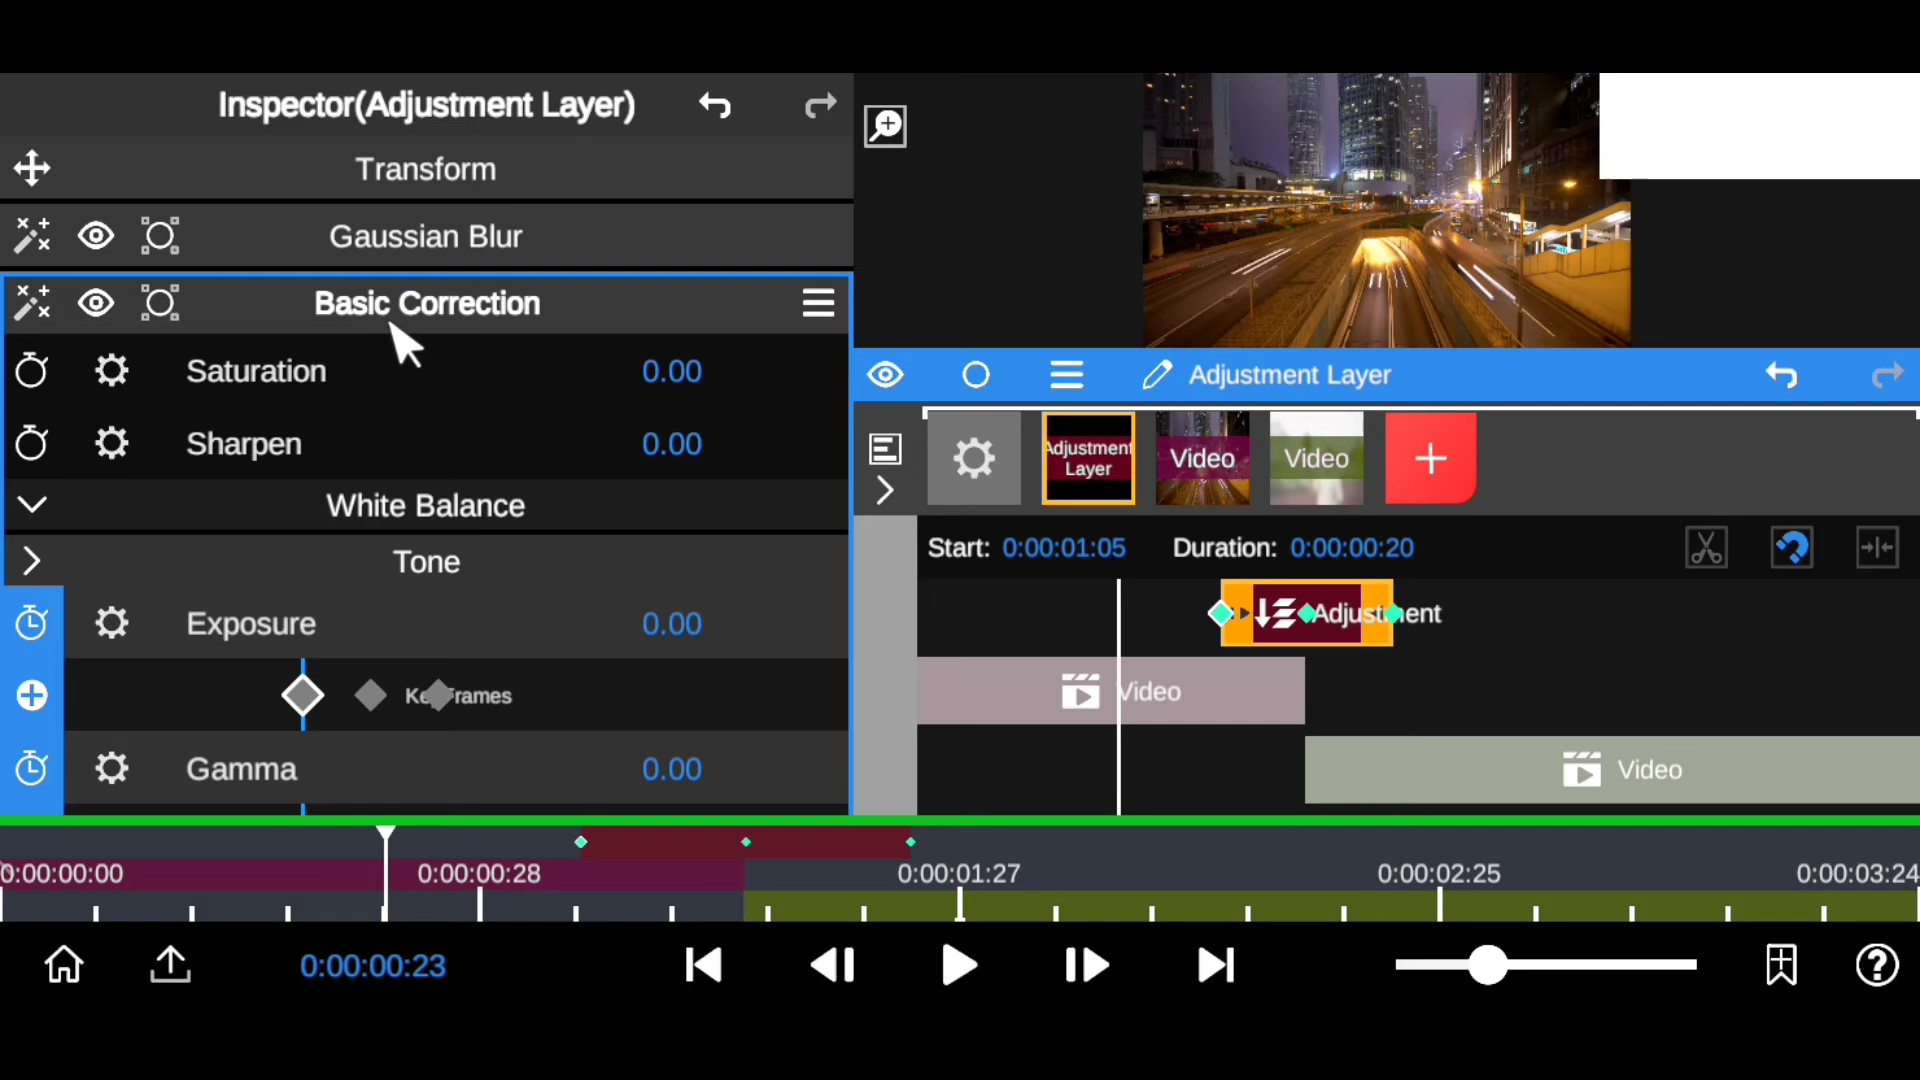 Inspector(Adjustment Layer)
Transform
Gaussian Blur
Basic Correction
Saturation 0.00
Sharpen 0.00
White Balance
Tone
Exposure 0.00
Key Frames
Gamma 0.00
Adjustment Layer
Adjustment
Layer
Video
Video
Start: 0:00:01:05 Duration: 0:00:00:20
Adjustment
Video
Video
0:00:00:00 0:00:00:28 0:00:01:27 0:00:02:25 0:00:03:24
0:00:00:23